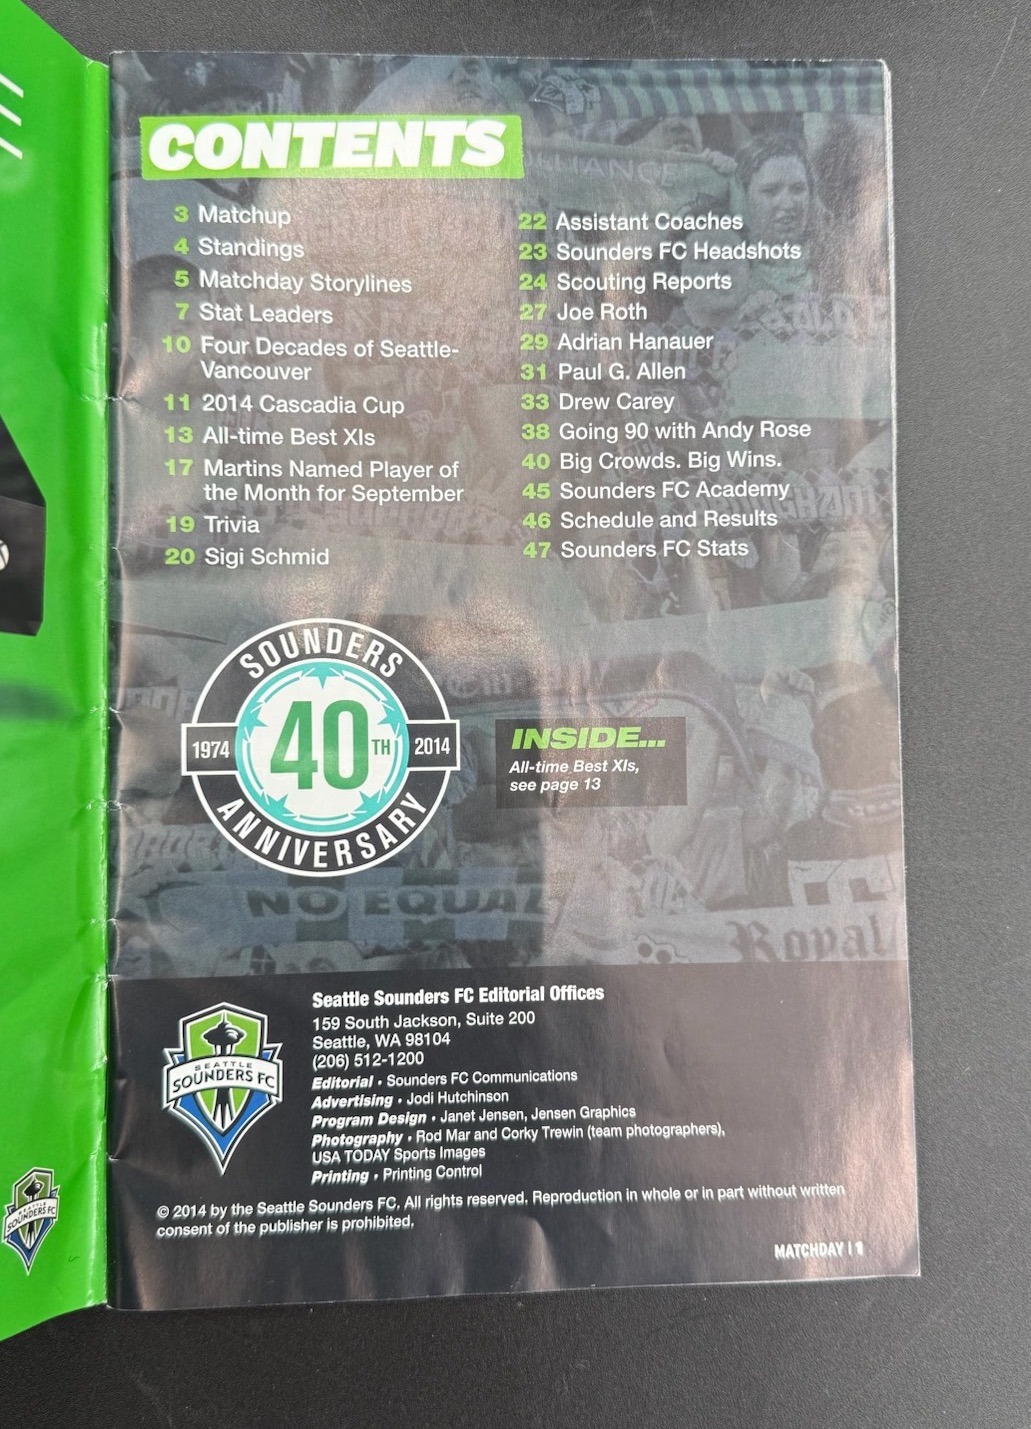 CONTENTS
3 Matchup
4 Standings
5 Matchday Storylines
7 Stat Leaders
10 Four Decades of Seattle-
Vancouver
11 2014 Cascadia Cup
13 All-time Best XIs
17 Martins Named Player of
the Month for September
19 Trivia
20 Sigi Schmid
22 Assistant Coaches
23 Sounders FC Headshots
24 Scouting Reports
27 Joe Roth
29 Adrian Hanauer
31 Paul G. Allen
33 Drew Carey
38 Going 90 with Andy Rose
40 Big Crowds. Big Wins.
45 Sounders FC Academy
46 Schedule and Results
47 Sounders FC Stats
SOUNDERS
1974 40TH 2014
ANNIVERSARY
INSIDE...
All-time Best XIs,
see page 13
NO EQUAL
Royal
SEATTLE
SOUNDERS FC
Seattle Sounders FC Editorial Offices
159 South Jackson, Suite 200
Seattle, WA 98104
(206) 512-1200
Editorial • Sounders FC Communications
Advertising • Jodi Hutchinson
Program Design • Janet Jensen, Jensen Graphics
Photography • Rod Mar and Corky Trewin (team photographers),
USA TODAY Sports Images
Printing • Printing Control
© 2014 by the Seattle Sounders FC. All rights reserved. Reproduction in whole or in part without written
consent of the publisher is prohibited.
MATCHDAY | 1
SOUNDERS FC